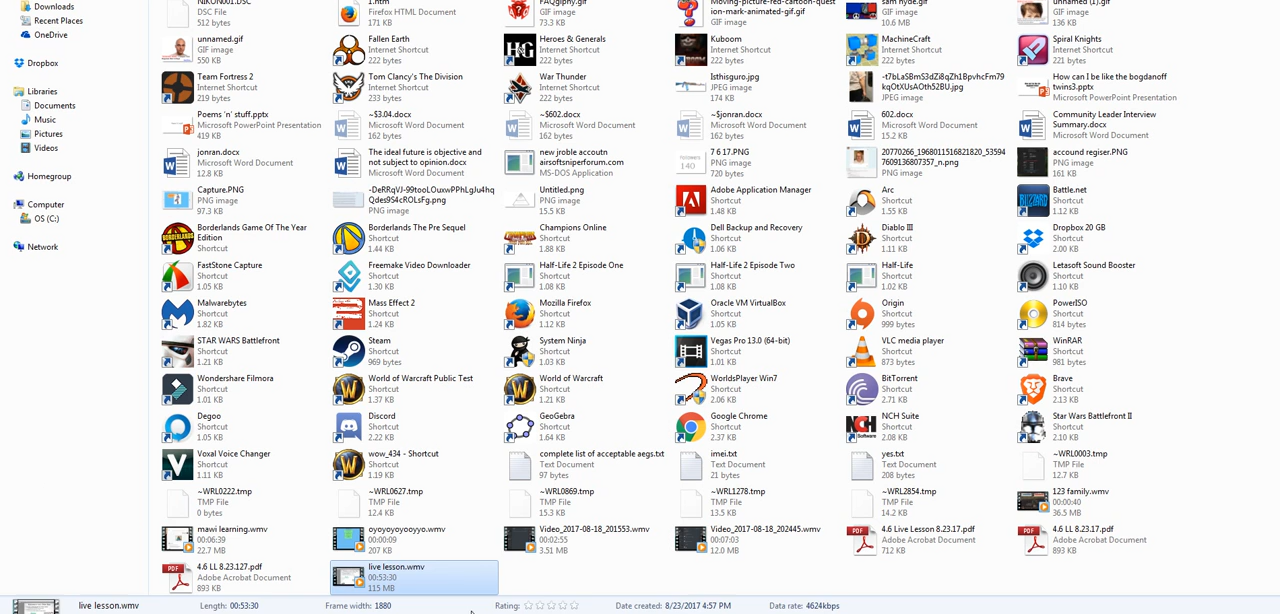 Downloads
Recent Places
OneDrive
Dropbox
Libraries
Documents
Music
Pictures
Videos
Homegroup
Computer
OS (C:)
Network
NIKON001.DSC
DSC File
512 bytes
1.htm
Firefox HTML Document
171 KB
FAQgiphy.gif
GIF image
73.3 KB
Moving-picture-red-cartoon-quest
ion-mark-animated-gif.gif
GIF image
sam hyde.gif
GIF image
10.6 MB
unnamed (1).gif
GIF image
136 KB
unnamed.gif
GIF image
550 KB
Fallen Earth
Internet Shortcut
222 bytes
Heroes & Generals
Internet Shortcut
222 bytes
Kuboom
Internet Shortcut
222 bytes
MachineCraft
Internet Shortcut
222 bytes
Spiral Knights
Internet Shortcut
221 bytes
Team Fortress 2
Internet Shortcut
219 bytes
Tom Clancy's The Division
Internet Shortcut
233 bytes
War Thunder
Internet Shortcut
222 bytes
Isthisguro.jpg
JPEG image
174 KB
-t7bLaSBmS3dZi8qZh1BpvhcFm79
kqOtXUsAOth52BU.jpg
JPEG image
How can I be like the bogdanoff
twins3.pptx
Microsoft PowerPoint Presentation
Poems 'n' stuff.pptx
Microsoft PowerPoint Presentation
419 KB
~$3.04.docx
Microsoft Word Document
162 bytes
~$602.docx
Microsoft Word Document
162 bytes
~$jonran.docx
Microsoft Word Document
162 bytes
602.docx
Microsoft Word Document
15.2 KB
Community Leader Interview
Summary.docx
Microsoft Word Document
jonran.docx
Microsoft Word Document
12.8 KB
The ideal future is objective and
not subject to opinion.docx
Microsoft Word Document
new jroble accoutn
airsoftsniperforum.com
MS-DOS Application
7 6 17.PNG
PNG image
720 bytes
20770266_1968011516821820_53594
7609136807357_n.png
PNG image
accound regiser.PNG
PNG image
161 KB
Capture.PNG
PNG image
97.3 KB
-DeRRqVJ-99tooLOuxwPPhLgJu4hq
Qdes9S4cROLsFg.png
PNG image
Untitled.png
PNG image
15.5 KB
Adobe Application Manager
Shortcut
1.48 KB
Arc
Shortcut
1.55 KB
Battle.net
Shortcut
1.12 KB
Borderlands Game Of The Year
Edition
Shortcut
Borderlands The Pre Sequel
Shortcut
1.44 KB
Champions Online
Shortcut
1.88 KB
Dell Backup and Recovery
Shortcut
1.06 KB
Diablo III
Shortcut
1.11 KB
Dropbox 20 GB
Shortcut
2.00 KB
FastStone Capture
Shortcut
1.05 KB
Freemake Video Downloader
Shortcut
1.30 KB
Half-Life 2 Episode One
Shortcut
1.08 KB
Half-Life 2 Episode Two
Shortcut
1.08 KB
Half-Life
Shortcut
1.02 KB
Letasoft Sound Booster
Shortcut
1.10 KB
Malwarebytes
Shortcut
1.82 KB
Mass Effect 2
Shortcut
1.24 KB
Mozilla Firefox
Shortcut
1.12 KB
Oracle VM VirtualBox
Shortcut
1.05 KB
Origin
Shortcut
999 bytes
PowerISO
Shortcut
814 bytes
STAR WARS Battlefront
Shortcut
1.21 KB
Steam
Shortcut
969 bytes
System Ninja
Shortcut
1.03 KB
Vegas Pro 13.0 (64-bit)
Shortcut
1.01 KB
VLC media player
Shortcut
873 bytes
WinRAR
Shortcut
981 bytes
Wondershare Filmora
Shortcut
1.01 KB
World of Warcraft Public Test
Shortcut
1.37 KB
World of Warcraft
Shortcut
1.21 KB
WorldsPlayer Win7
Shortcut
2.06 KB
BitTorrent
Shortcut
2.71 KB
Brave
Shortcut
2.13 KB
Degoo
Shortcut
1.05 KB
Discord
Shortcut
2.22 KB
GeoGebra
Shortcut
1.64 KB
Google Chrome
Shortcut
2.37 KB
NCH Suite
Shortcut
2.08 KB
Star Wars Battlefront II
Shortcut
2.10 KB
Voxal Voice Changer
Shortcut
1.11 KB
wow_434 - Shortcut
Shortcut
1.19 KB
complete list of acceptable aegs.txt
Text Document
97 bytes
imei.txt
Text Document
21 bytes
yes.txt
Text Document
208 bytes
~WRL0003.tmp
TMP File
12.7 KB
~WRL0222.tmp
TMP File
0 bytes
~WRL0627.tmp
TMP File
12.4 KB
~WRL0869.tmp
TMP File
15.3 KB
~WRL1278.tmp
TMP File
13.5 KB
~WRL2854.tmp
TMP File
14.2 KB
123 family.wmv
00:00:40
36.5 MB
mawi learning.wmv
00:06:39
22.7 MB
oyoyoyoyooyyo.wmv
00:00:09
207 KB
Video_2017-08-18_201553.wmv
00:02:55
3.51 MB
Video_2017-08-18_202445.wmv
00:07:03
12.0 MB
4.6 Live Lesson 8.23.17.pdf
Adobe Acrobat Document
712 KB
4.6 LL 8.23.17.pdf
Adobe Acrobat Document
893 KB
4.6 LL 8.23.127.pdf
Adobe Acrobat Document
893 KB
live lesson.wmv
00:53:30
115 MB
live lesson.wmv
Length: 00:53:30
Frame width: 1880
Rating:
Date created: 8/23/2017 4:57 PM
Data rate: 4624kbps